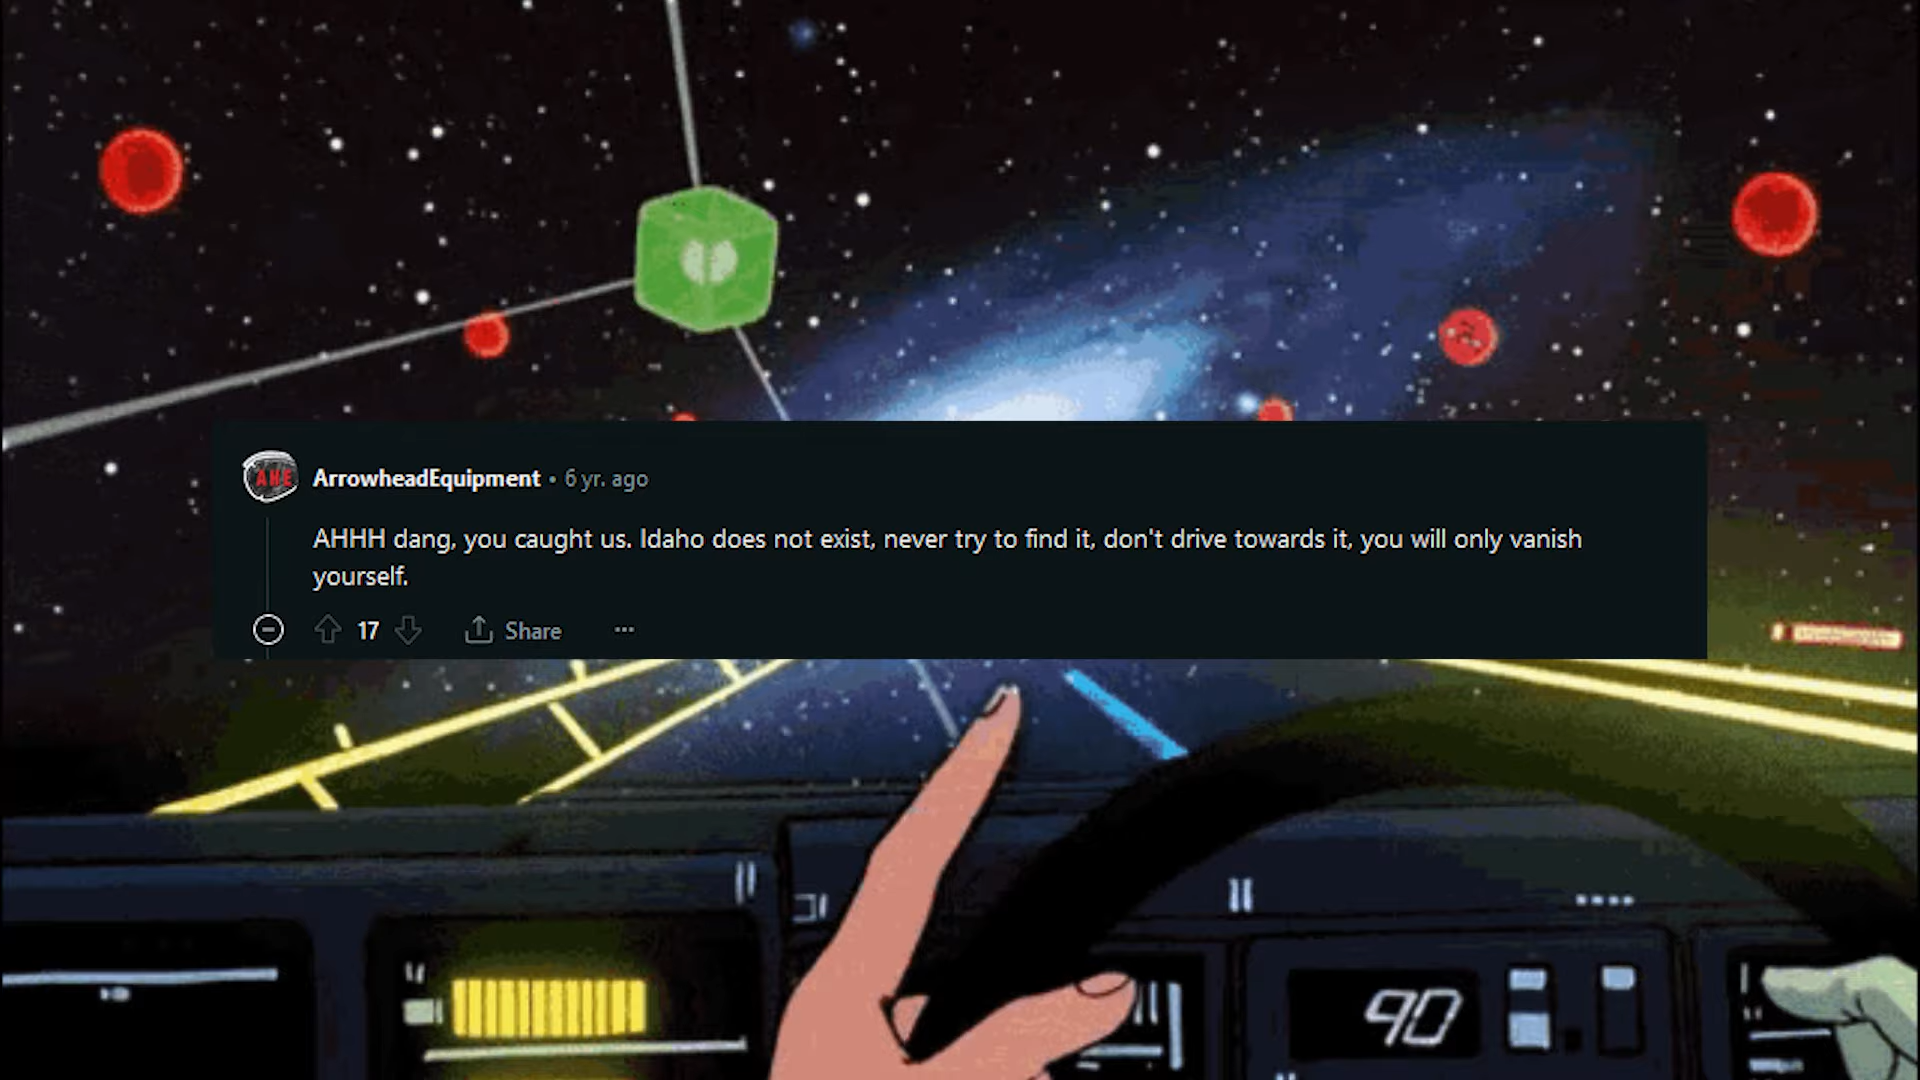 AHE
ArrowheadEquipment • 6 yr. ago
AHHH dang, you caught us. Idaho does not exist, never try to find it, don't drive towards it, you will only vanish
yourself.
17 Share ...
90